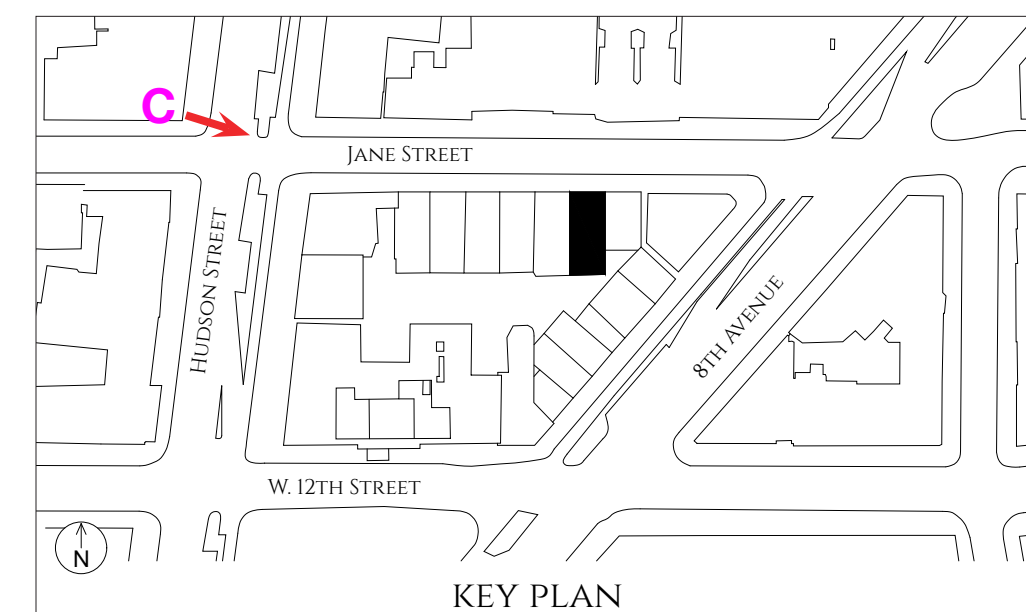 C
JANE STREET
HUDSON STREET
8TH AVENUE
W. 12TH STREET
N
KEY PLAN